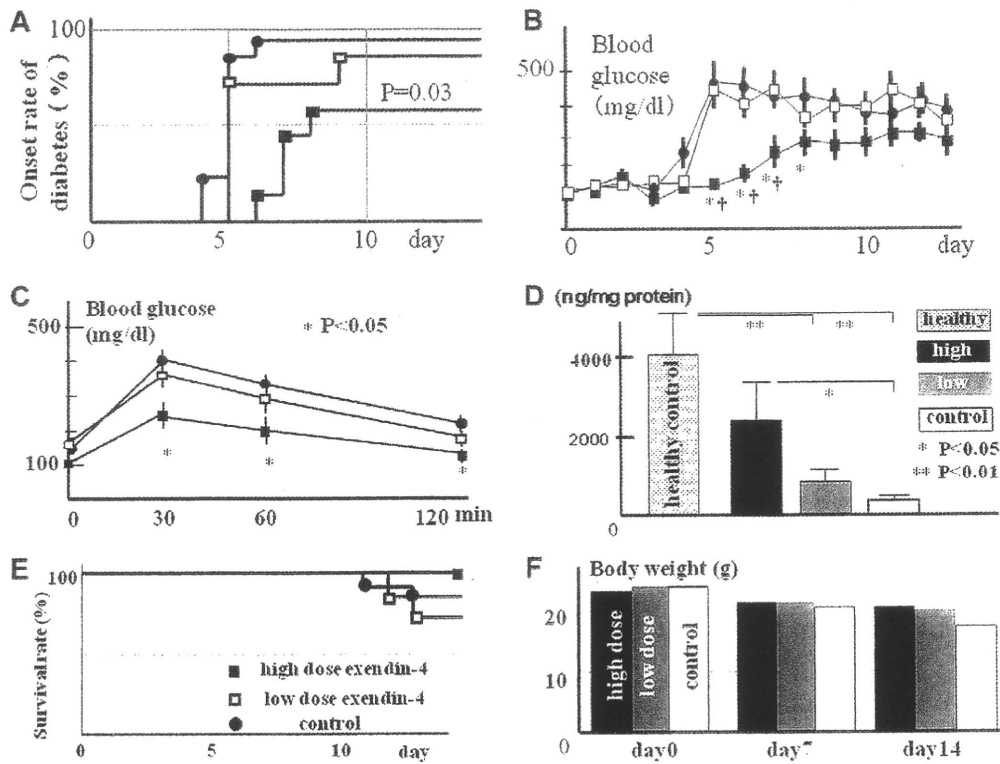 A
100
Onset rate of
diabetes ( %)
P=0.03
0
5
10
day
B
Blood
glucose
(mg/dl)
500
*†
*†
*†
*
0
5
10
day
C
Blood glucose
(mg/dl)
500
* P<0.05
100
*
*
*
0
30
60
120 min
D
(ng/mg protein)
4000
2000
0
healthy control
**
**
*
healthy
high
low
control
* P<0.05
** P<0.01
E
100
Survivalrate(%)
high dose exendin-4
low dose exendin-4
control
0
5
10
day
F
Body weight (g)
20
10
0
high dose
low dose
control
day0
day7
day14